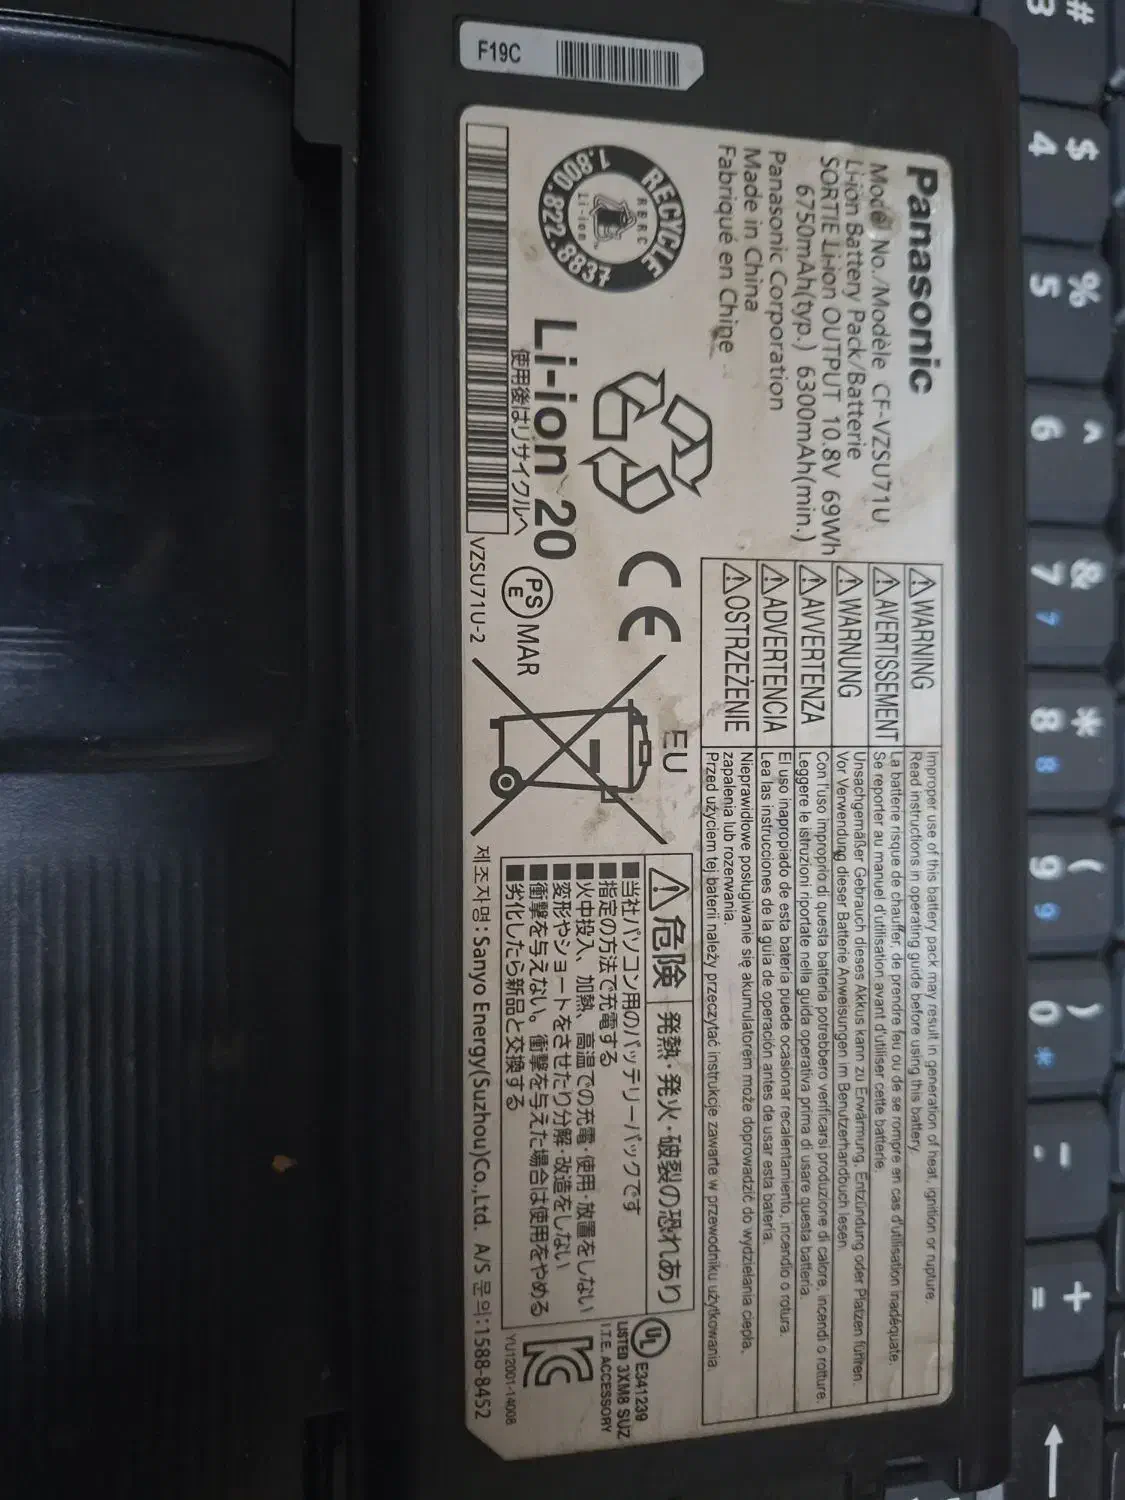 F19C
Panasonic
Model No./Modèle CF-VZSU71U
Li-ion Battery Pack/Batterie
SORTIE Li-ion OUTPUT 10.8V 69Wh
6750mAh(typ.) 6300mAh(min.)
Panasonic Corporation
Made in China
Fabriqué en Chine
RECYCLE
RBRC
Li-ion
1.800.822.8837
Li-ion 20
使用後はリサイクルへ
CE
PS
E
MAR
VZSU71U-2
EU
⚠WARNING
Improper use of this battery pack may result in generation of heat, ignition or rupture.
Read instructions in operating guide before using this battery.
⚠AVERTISSEMENT
La batterie risque de chauffer, de prendre feu ou de se rompre en cas d'utilisation inadéquate.
Se reporter au manuel d'utilisation avant d'utiliser cette batterie.
⚠WARNUNG
Unsachgemäßer Gebrauch dieses Akkus kann zu Erwärmung, Entzündung oder Platzen führen.
Vor Verwendung dieser Batterie Anweisungen im Benutzerhandbuch lesen.
⚠AVVERTENZA
Con l'uso improprio di questa batteria potrebbero verificarsi produzione di calore, incendi o rotture.
Leggere le istruzioni riportate nella guida operativa prima di usare questa batteria.
⚠ADVERTENCIA
El uso inapropiado de esta batería puede ocasionar recalentamiento, incendio o rotura.
Lea las instrucciones de la guía de operación antes de usar esta batería.
⚠OSTRZEŻENIE
Nieprawidłowe posługiwanie się akumulatorem może doprowadzić do wydzielania ciepła,
zapalenia lub rozerwania.
Przed użyciem tej baterii należy przeczytać instrukcje zawarte w przewodniku użytkowania.
⚠危険 発熱・発火・破裂の恐れあり
■当社パソコン用のバッテリーパックです
■指定の方法で充電する
■火中投入、加熱、高温での充電・使用・放置をしない
■変形やショートをさせたり分解・改造をしない
■衝撃を与えない。衝撃を与えた場合は使用をやめる
■劣化したら新品と交換する
제조자명 : Sanyo Energy(Suzhou)Co.,Ltd. A/S 문의:1588-8452
UL
E341239
LISTED 3XM8 SUZ
I.T.E. ACCESSORY
YU12001-14008
#
3
$
4
%
5
^
6
&
7 7
*
8 8
(
9 9
)
0 *
-
+
=
←